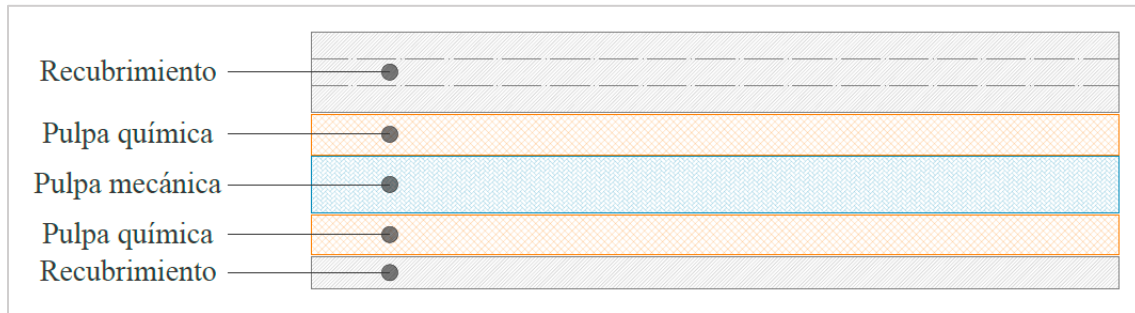 Recubrimiento
Pulpa química
Pulpa mecánica
Pulpa química
Recubrimiento